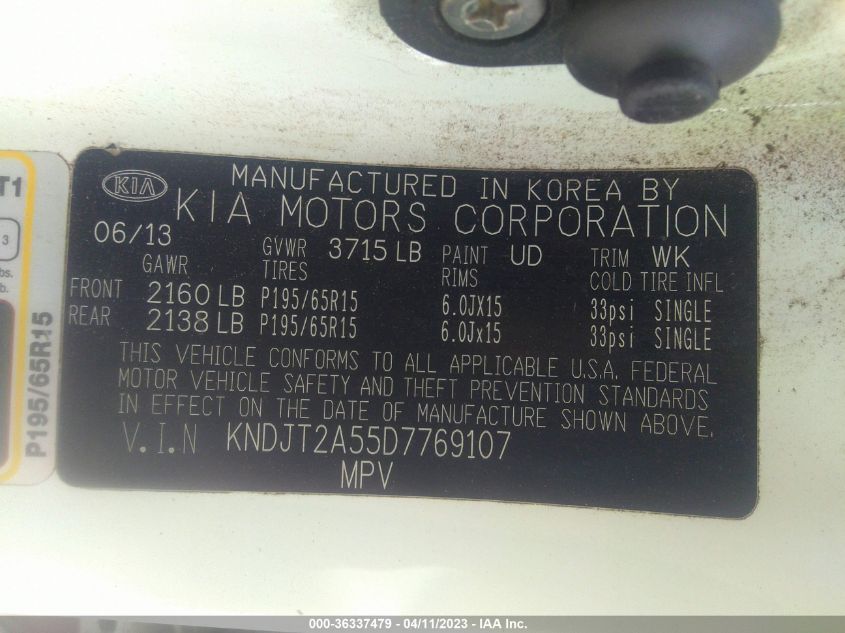 KIA
MANUFACTURED IN KOREA BY
KIA MOTORS CORPORATION
06/13 GVWR 3715 LB PAINT UD TRIM WK
GAWR TIRES RIMS COLD TIRE INFL
FRONT 2160 LB P195/65R15 6.0JX15 33psi SINGLE
REAR 2138 LB P195/65R15 6.0Jx15 33psi SINGLE
THIS VEHICLE CONFORMS TO ALL APPLICABLE U.S.A. FEDERAL
MOTOR VEHICLE SAFETY AND THEFT PREVENTION STANDARDS
IN EFFECT ON THE DATE OF MANUFACTURE SHOWN ABOVE.
V.I.N KNDJT2A55D7769107
MPV
T1
3
bs.
P195/65R15
000-36337479 - 04/11/2023 - IAA Inc.